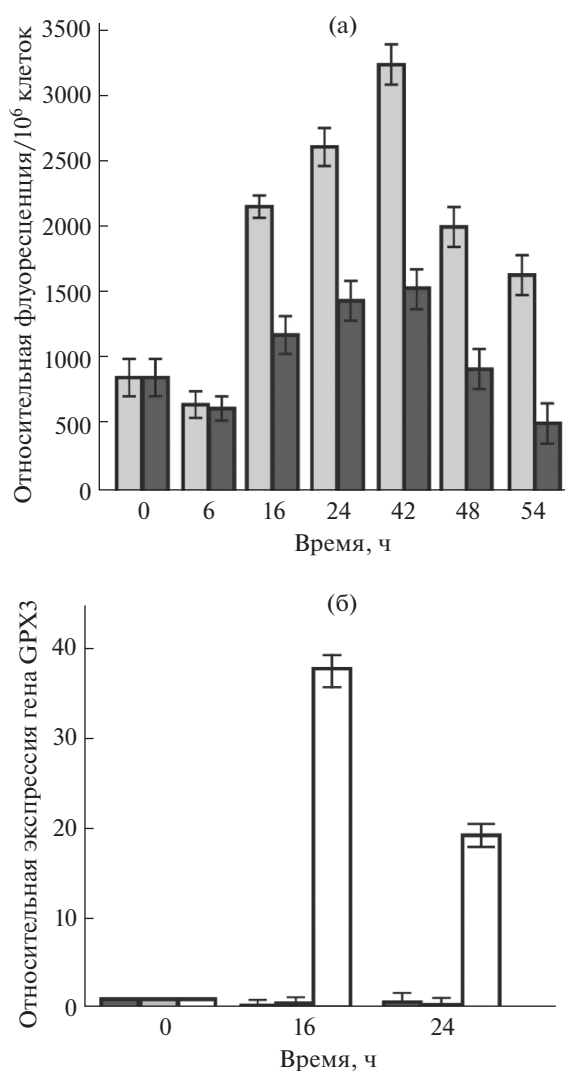 (а)
Относительная флуоресценция/10⁶ клеток
3500
3000
2500
2000
1500
1000
500
0
0 6 16 24 42 48 54
Время, ч
(б)
Относительная экспрессия гена GPX3
40
30
20
10
0
0 16 24
Время, ч